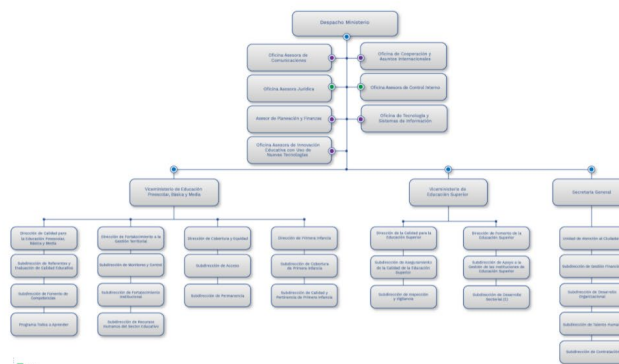 Despacho Ministerio
Oficina Asesora de
Comunicaciones
Oficina de Cooperación y
Asuntos Internacionales
Oficina Asesora Jurídica
Oficina Asesora de Control Interno
Asesor de Planeación y Finanzas
Oficina de Tecnología y
Sistemas de Información
Oficina Asesora de Innovación
Educativa con Uso de
Nuevas Tecnologías
Viceministerio de Educación
Preescolar, Básica y Media
Viceministerio de
Educación Superior
Secretaría General
Dirección de Calidad para
la Educación Preescolar,
Básica y Media
Dirección de Fortalecimiento a la
Gestión Territorial
Dirección de Cobertura y Equidad
Dirección de Primera Infancia
Dirección de la Calidad para la
Educación Superior
Dirección de Fomento de la
Educación Superior
Unidad de Atención al Ciudadano
Subdirección de Referentes y
Evaluación de Calidad Educativa
Subdirección de Monitoreo y Control
Subdirección de Acceso
Subdirección de Cobertura
de Primera Infancia
Subdirección de Aseguramiento
de la Calidad de la Educación
Superior
Subdirección de Apoyo a la
Gestión de las Instituciones de
Educación Superior
Subdirección de Gestión Financiera
Subdirección de Fomento de
Competencias
Subdirección de Fortalecimiento
Institucional
Subdirección de Permanencia
Subdirección de Calidad y
Pertinencia de Primera Infancia
Subdirección de Inspección
y Vigilancia
Subdirección de Desarrollo
Sectorial
Subdirección de Desarrollo
Organizacional
Programa Todos a Aprender
Subdirección de Recursos
Humanos del Sector Educativo
Subdirección de Talento Humano
Subdirección de Contratación